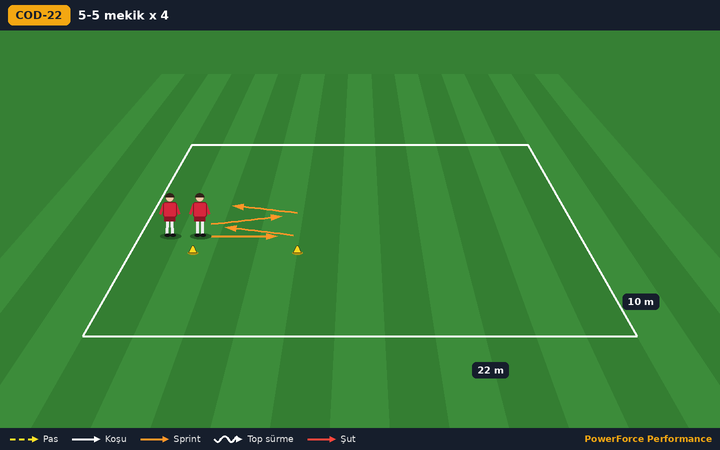 COD-22 5-5 mekik x 4
10 m
22 m
Pas Koşu Sprint Top sürme Şut PowerForce Performance